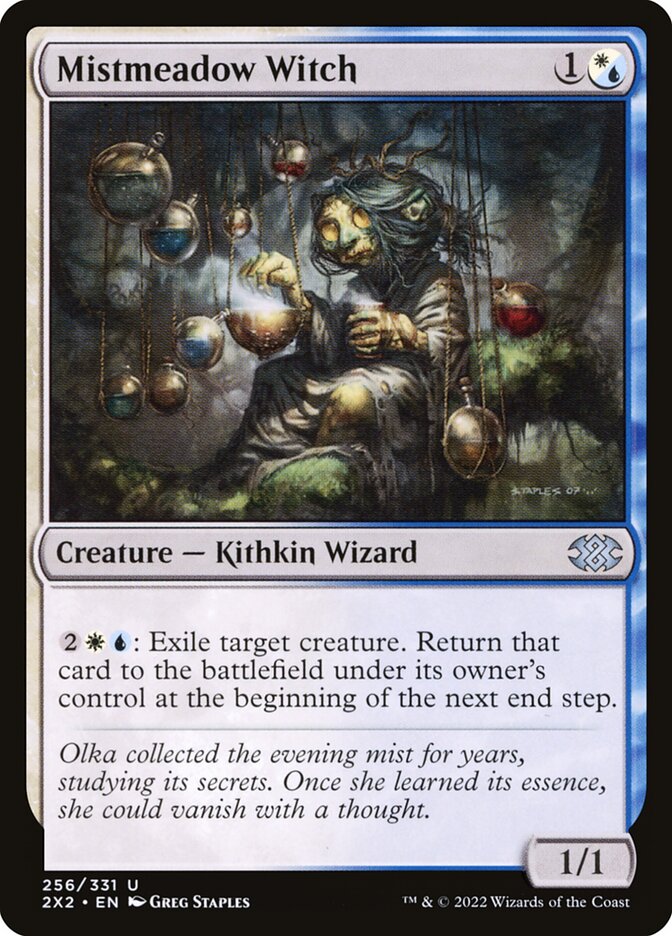 Mistmeadow Witch 1
STAPLES 07
Creature — Kithkin Wizard
2: Exile target creature. Return that
card to the battlefield under its owner's
control at the beginning of the next end step.
Olka collected the evening mist for years,
studying its secrets. Once she learned its essence,
she could vanish with a thought.
1/1
256/331 U
2X2 • EN Greg Staples
™ & © 2022 Wizards of the Coast